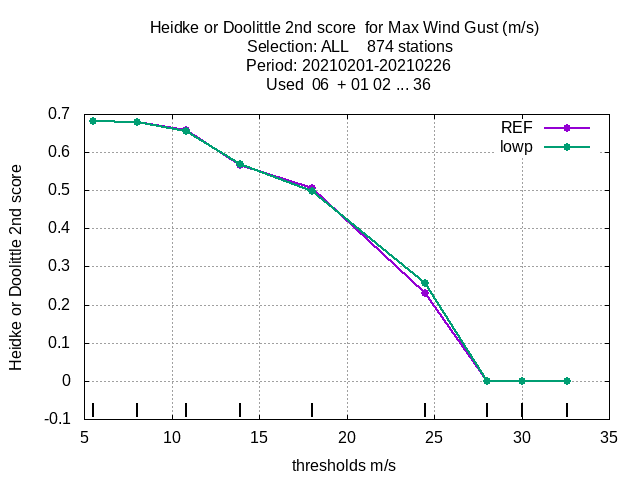 Heidke or Doolittle 2nd score  for Max Wind Gust (m/s)
Selection: ALL    874 stations
Period: 20210201-20210226
Used  06  + 01 02 ... 36
REF
lowp
0.7
0.6
0.5
0.4
0.3
0.2
0.1
0
-0.1
Heidke or Doolittle 2nd score
5
10
15
20
25
30
35
thresholds m/s